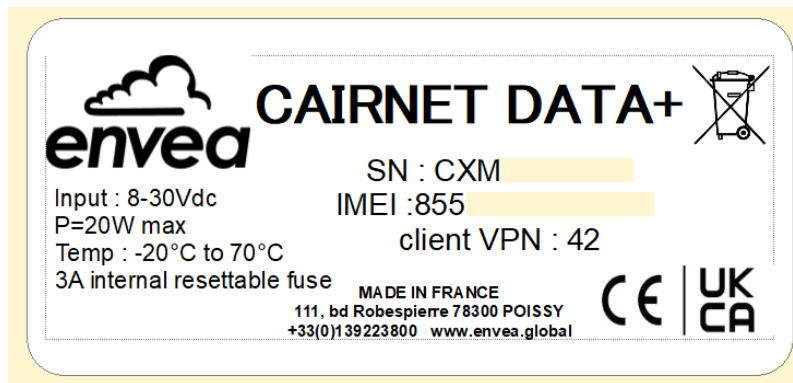 envea
CAIRNET DATA+
SN : CXM
IMEI :855
client VPN : 42
Input : 8-30Vdc
P=20W max
Temp : -20°C to 70°C
3A internal resettable fuse
MADE IN FRANCE
111, bd Robespierre 78300 POISSY
+33(0)139223800 www.envea.global
CE
UK
CA